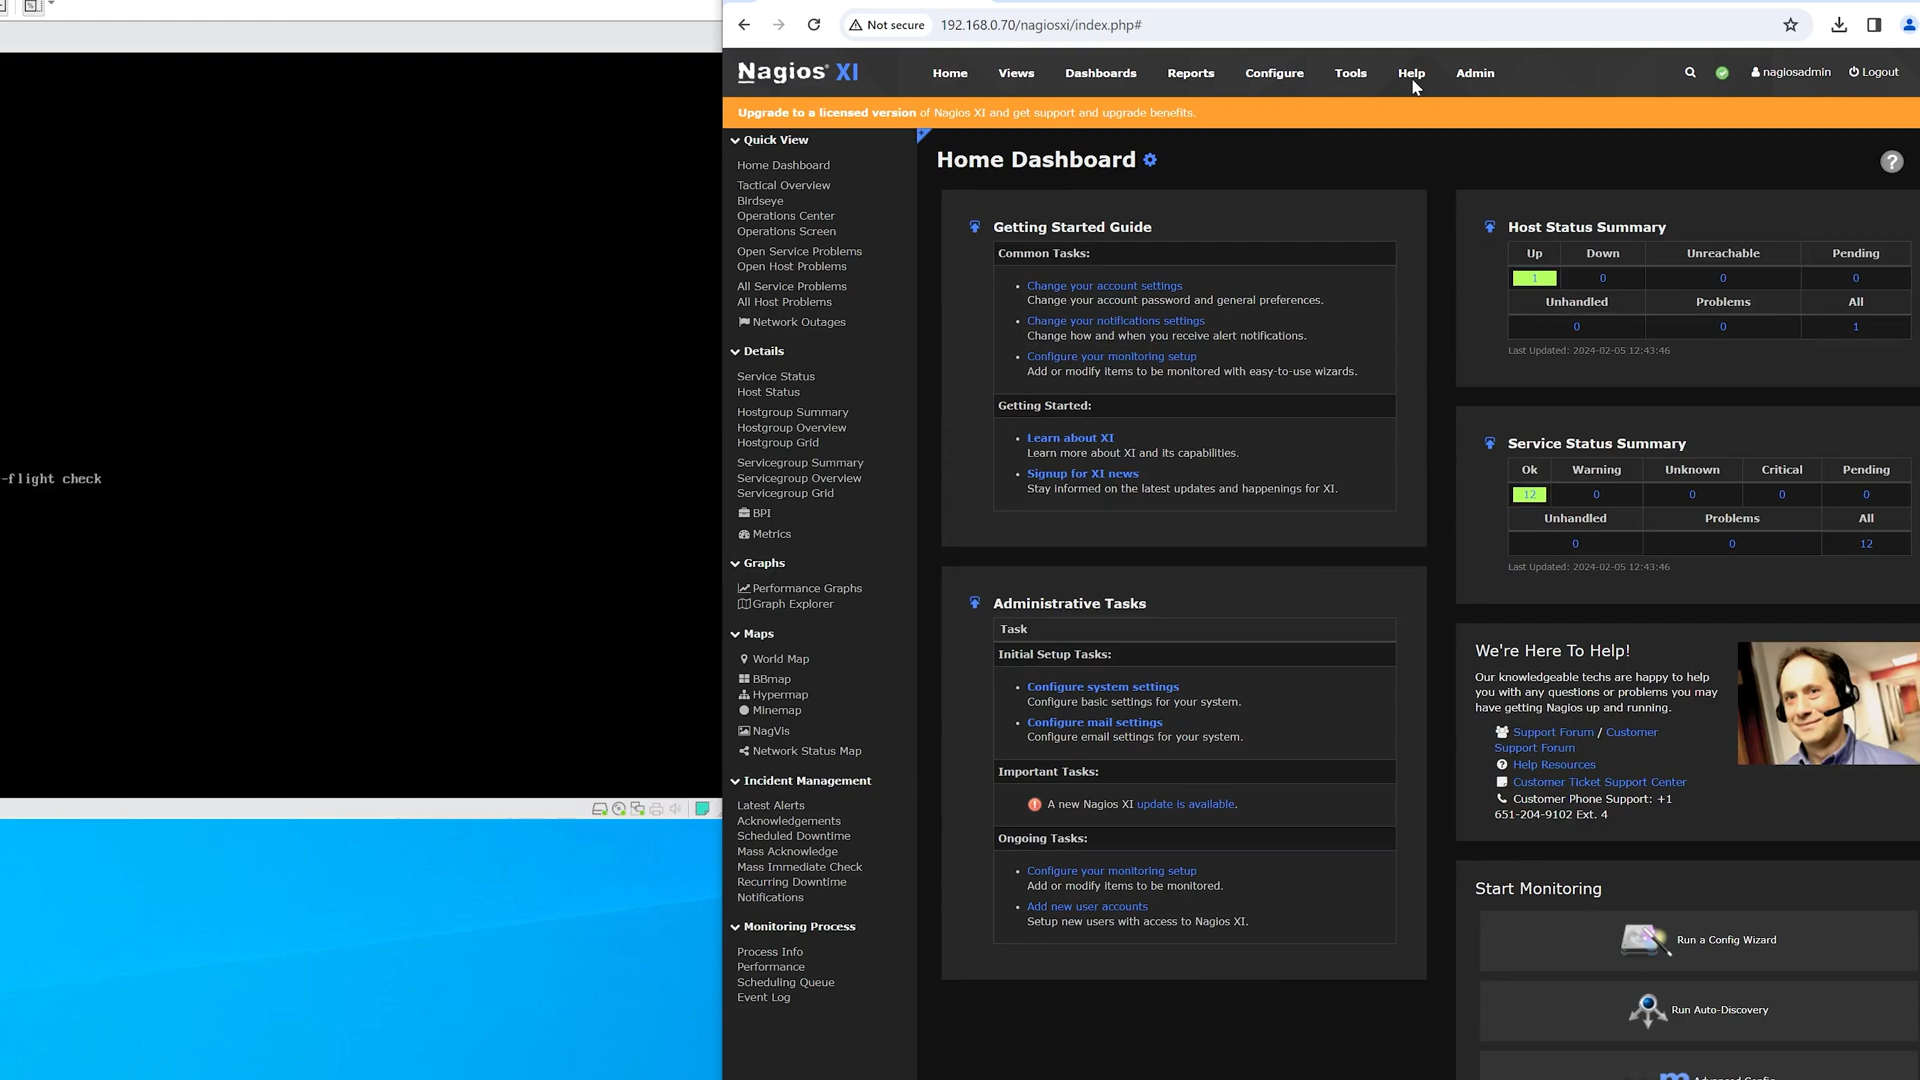 -flight check
Not secure
192.168.0.70/nagiosxi/index.php#
Nagios® XI
Home
Views
Dashboards
Reports
Configure
Tools
Help
Admin
nagiosadmin
Logout
Upgrade to a licensed version of Nagios XI and get support and upgrade benefits.
Quick View
Home Dashboard
Tactical Overview
Birdseye
Operations Center
Operations Screen
Open Service Problems
Open Host Problems
All Service Problems
All Host Problems
Network Outages
Details
Service Status
Host Status
Hostgroup Summary
Hostgroup Overview
Hostgroup Grid
Servicegroup Summary
Servicegroup Overview
Servicegroup Grid
BPI
Metrics
Graphs
Performance Graphs
Graph Explorer
Maps
World Map
BBmap
Hypermap
Minemap
NagVis
Network Status Map
Incident Management
Latest Alerts
Acknowledgements
Scheduled Downtime
Mass Acknowledge
Mass Immediate Check
Recurring Downtime
Notifications
Monitoring Process
Process Info
Performance
Scheduling Queue
Event Log
Home Dashboard
?
Getting Started Guide
Common Tasks:
Change your account settings
Change your account password and general preferences.
Change your notifications settings
Change how and when you receive alert notifications.
Configure your monitoring setup
Add or modify items to be monitored with easy-to-use wizards.
Getting Started:
Learn about XI
Learn more about XI and its capabilities.
Signup for XI news
Stay informed on the latest updates and happenings for XI.
Administrative Tasks
Task
Initial Setup Tasks:
Configure system settings
Configure basic settings for your system.
Configure mail settings
Configure email settings for your system.
Important Tasks:
A new Nagios XI update is available.
Ongoing Tasks:
Configure your monitoring setup
Add or modify items to be monitored.
Add new user accounts
Setup new users with access to Nagios XI.
Host Status Summary
Up Down Unreachable Pending
1 0 0 0
Unhandled Problems All
0 0 1
Last Updated: 2024-02-05 12:43:46
Service Status Summary
Ok Warning Unknown Critical Pending
12 0 0 0 0
Unhandled Problems All
0 0 12
Last Updated: 2024-02-05 12:43:46
We're Here To Help!
Our knowledgeable techs are happy to help
you with any questions or problems you may
have getting Nagios up and running.
Support Forum / Customer
Support Forum
Help Resources
Customer Ticket Support Center
Customer Phone Support: +1
651-204-9102 Ext. 4
Start Monitoring
Run a Config Wizard
Run Auto-Discovery